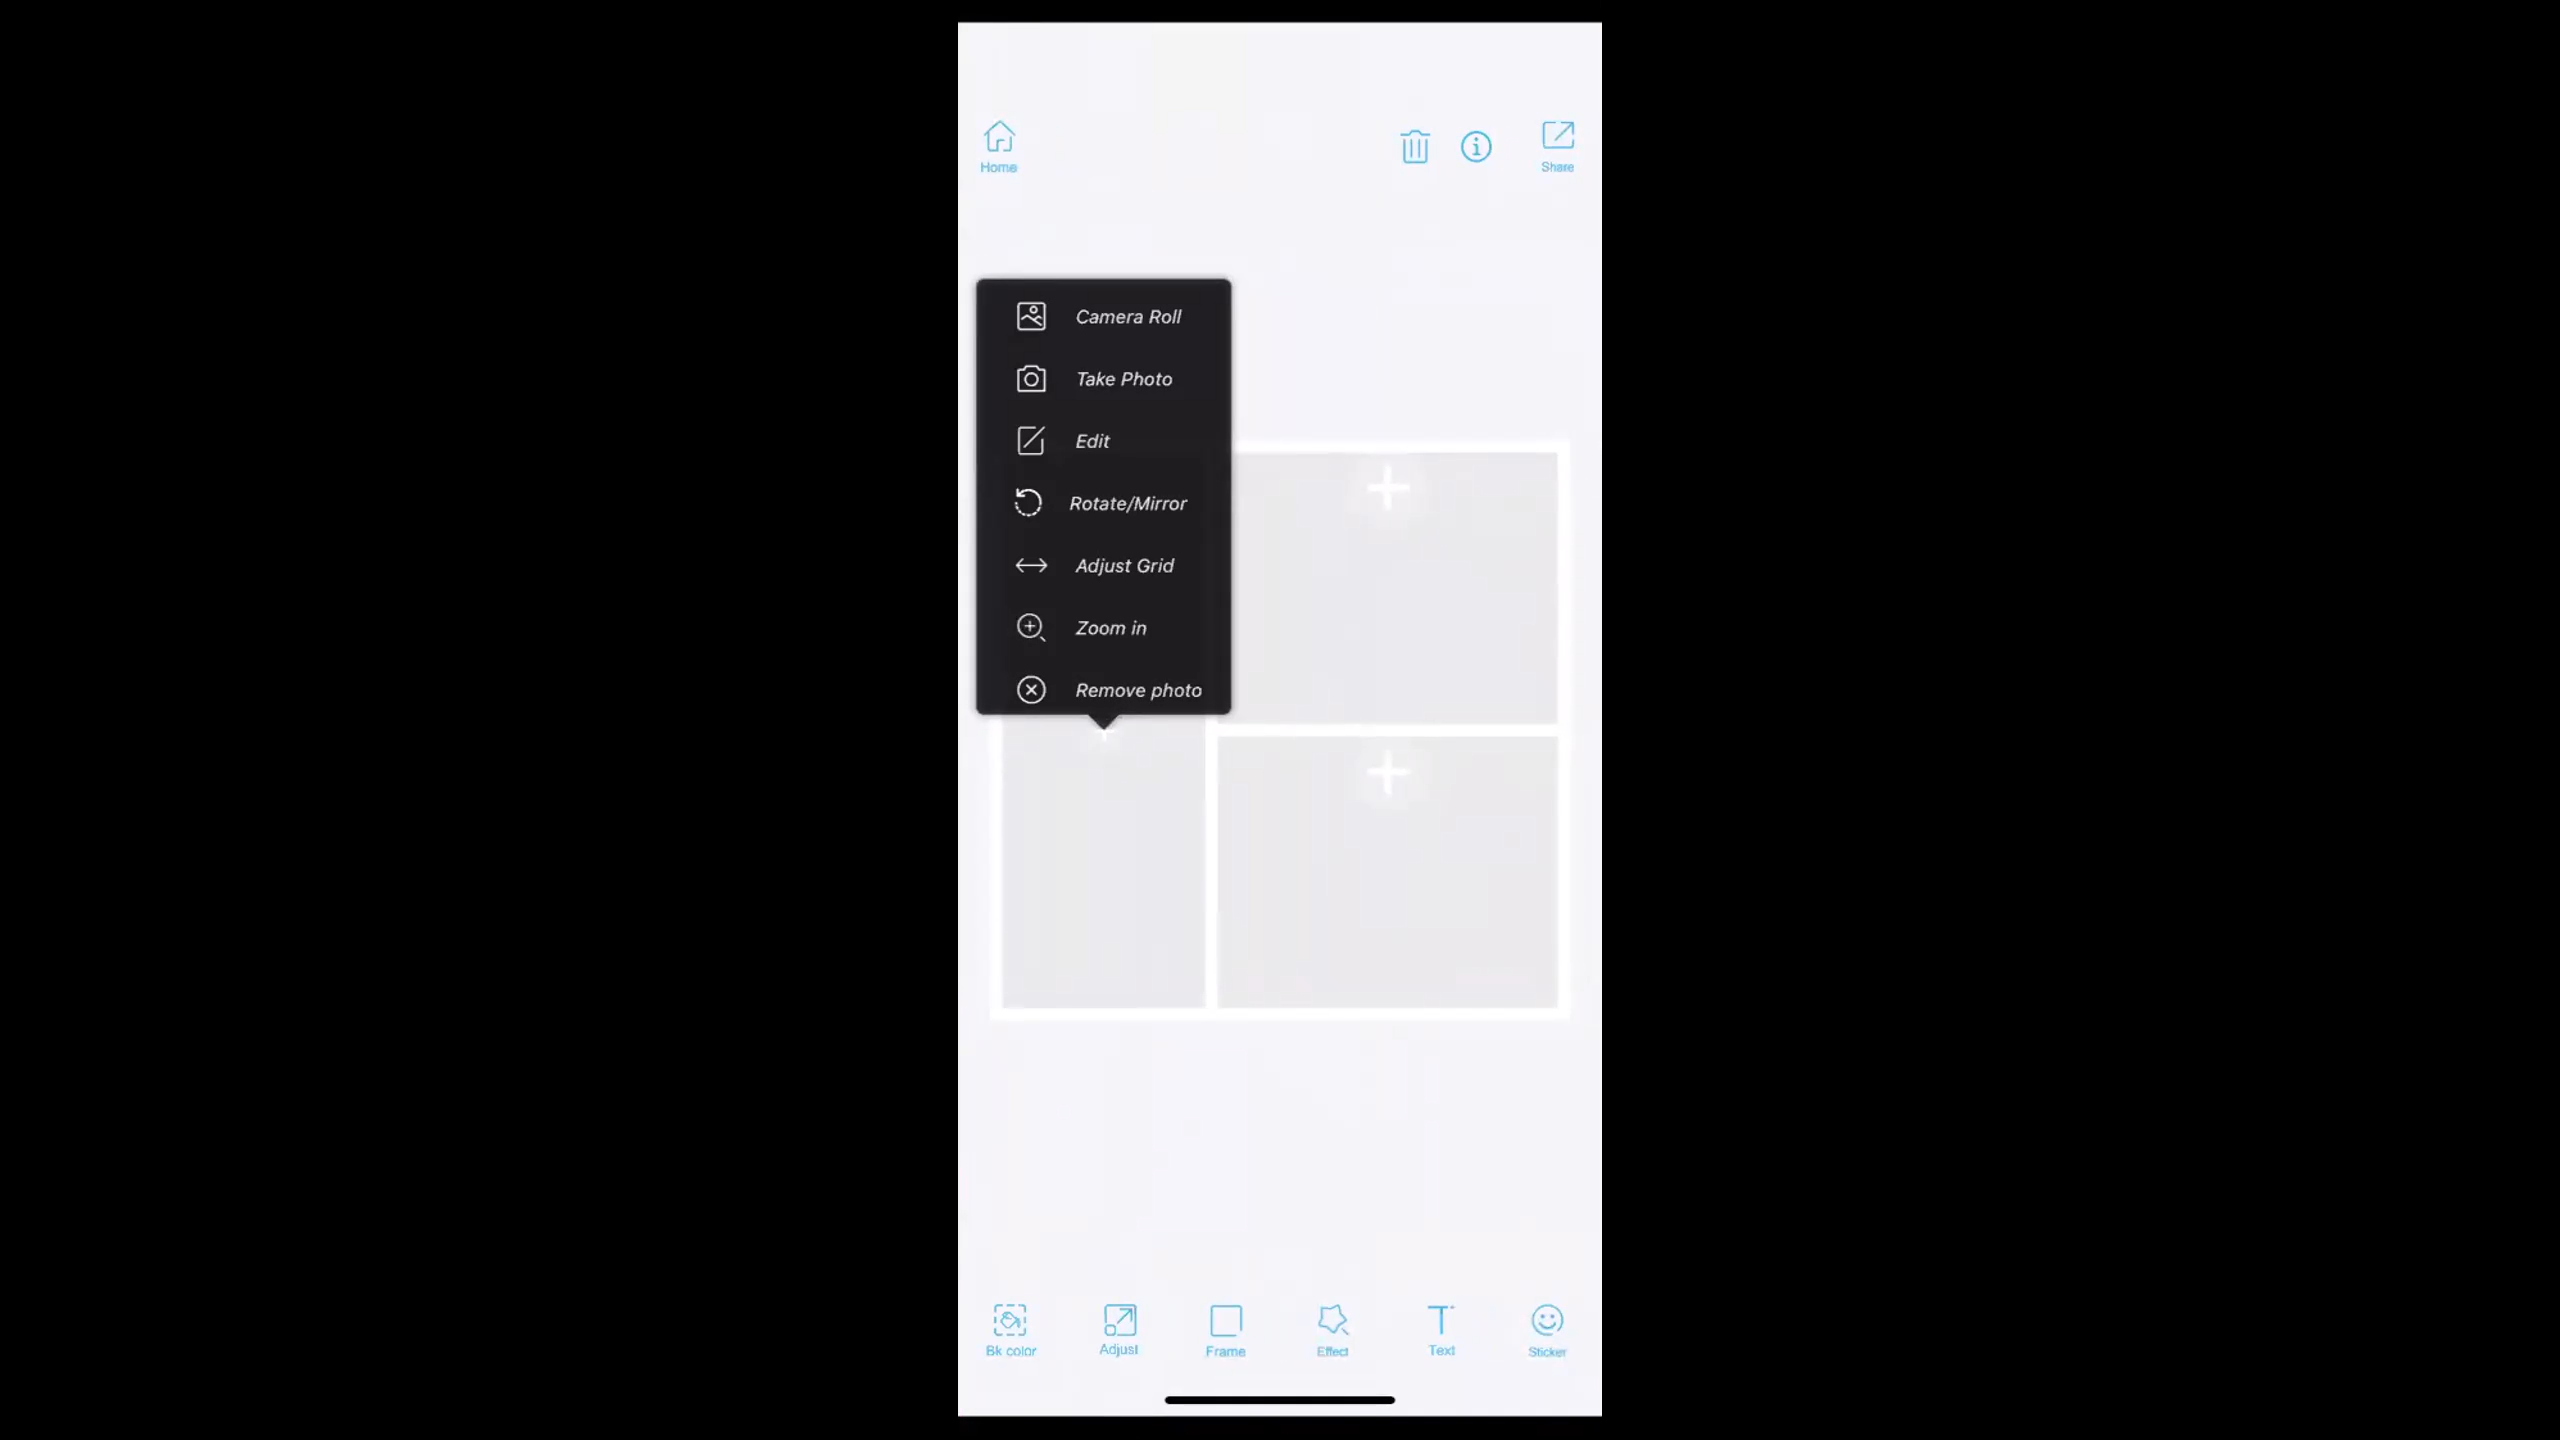 Home
Share
Camera Roll
Take Photo
Edit
Rotate/Mirror
Adjust Grid
Zoom in
Remove photo
Bk color
Adjust
Frame
Effect
Text
Sticker